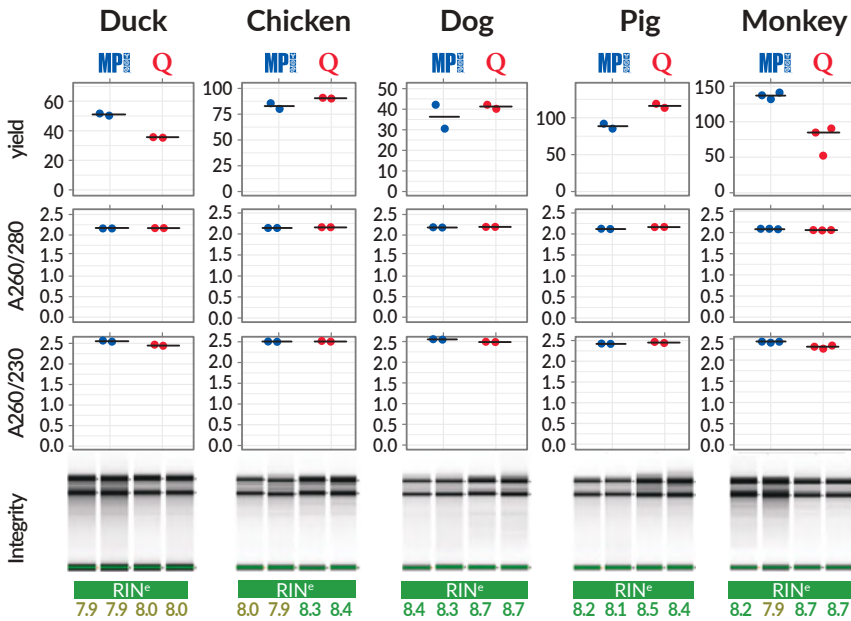 Duck Chicken Dog Pig Monkey
MP Q MP Q MP Q MP Q MP Q
yield
60 40 20 0
100 75 50 25 0
50 40 30 20 10 0
100 50 0
150 100 50 0
A260/280
2.5 2.0 1.5 1.0 0.5 0.0
2.5 2.0 1.5 1.0 0.5 0.0
2.5 2.0 1.5 1.0 0.5 0.0
2.5 2.0 1.5 1.0 0.5 0.0
2.5 2.0 1.5 1.0 0.5 0.0
A260/230
2.5 2.0 1.5 1.0 0.5 0.0
2.5 2.0 1.5 1.0 0.5 0.0
2.5 2.0 1.5 1.0 0.5 0.0
2.5 2.0 1.5 1.0 0.5 0.0
2.5 2.0 1.5 1.0 0.5 0.0
Integrity
RINe RINe RINe RINe RINe
7.9 7.9 8.0 8.0 8.0 7.9 8.3 8.4 8.4 8.3 8.7 8.7 8.2 8.1 8.5 8.4 8.2 7.9 8.7 8.7